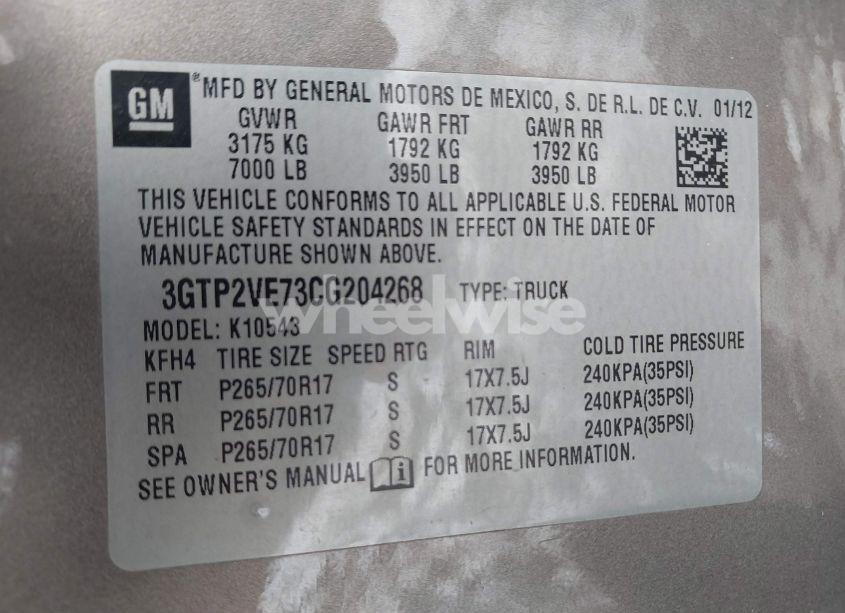 GM
® MFD BY GENERAL MOTORS DE MEXICO, S. DE R.L. DE C.V. 01/12
GVWR GAWR FRT GAWR RR
3175 KG 1792 KG 1792 KG
7000 LB 3950 LB 3950 LB
THIS VEHICLE CONFORMS TO ALL APPLICABLE U.S. FEDERAL MOTOR
VEHICLE SAFETY STANDARDS IN EFFECT ON THE DATE OF
MANUFACTURE SHOWN ABOVE.
3GTP2VE73CG204268 TYPE: TRUCK
wheelwise
MODEL: K10543
KFH4 TIRE SIZE SPEED RTG RIM COLD TIRE PRESSURE
FRT P265/70R17 S 17X7.5J 240KPA(35PSI)
RR P265/70R17 S 17X7.5J 240KPA(35PSI)
SPA P265/70R17 S 17X7.5J 240KPA(35PSI)
SEE OWNER'S MANUAL i FOR MORE INFORMATION.